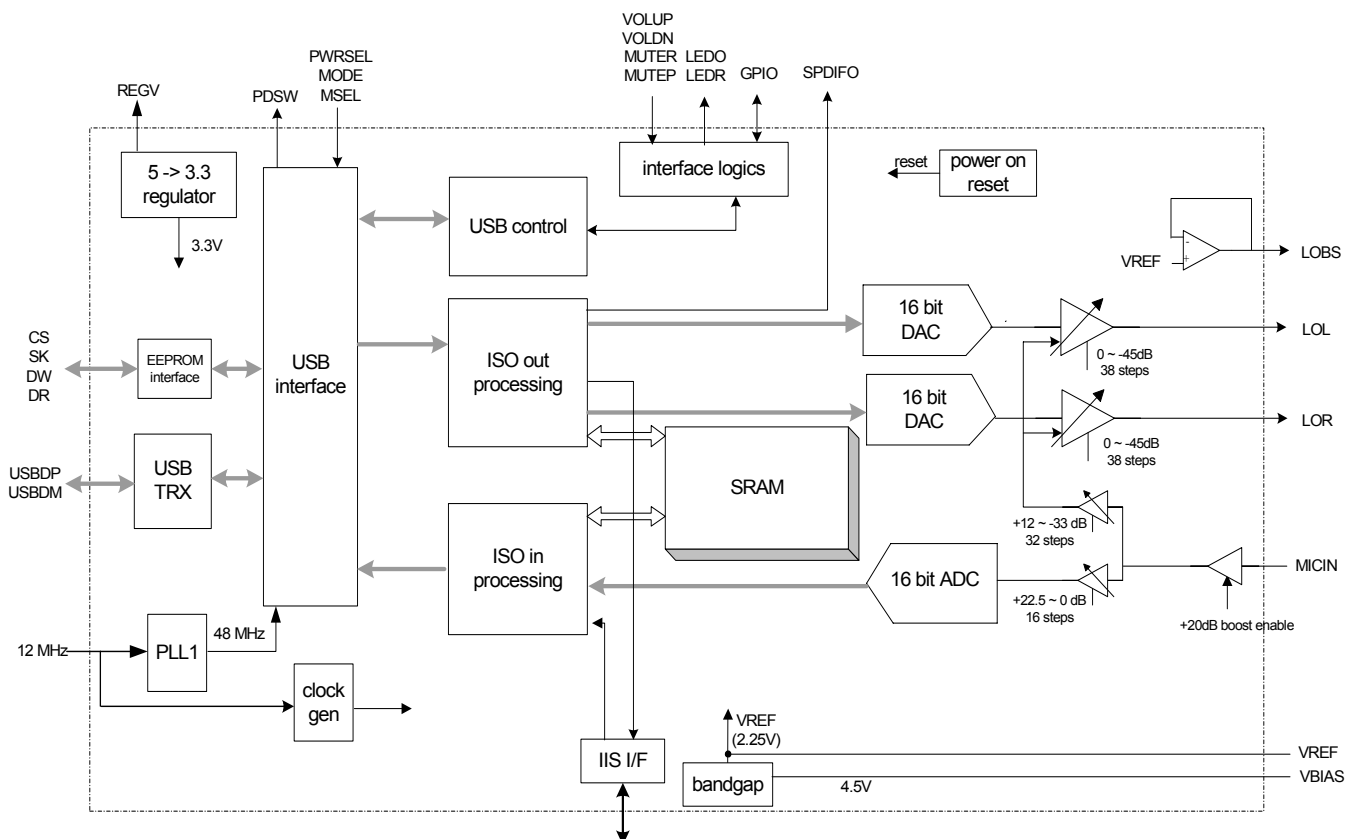 VOLUP
VOLDN
MUTER
MUTEP
LEDO
LEDR
GPIO
SPDIFO
PWRSEL
MODE
MSEL
REGV
PDSW
5 -> 3.3
regulator
3.3V
interface logics
reset
power on
reset
USB control
VREF
-
+
LOBS
CS
SK
DW
DR
EEPROM
interface
USB
interface
ISO out
processing
16 bit
DAC
0 ~ -45dB
38 steps
LOL
16 bit
DAC
0 ~ -45dB
38 steps
LOR
USBDP
USBDM
USB
TRX
SRAM
+12 ~ -33 dB
32 steps
ISO in
processing
16 bit ADC
+22.5 ~ 0 dB
16 steps
MICIN
+20dB boost enable
12 MHz
PLL1
48 MHz
clock
gen
IIS I/F
VREF
(2.25V)
bandgap
4.5V
VREF
VBIAS